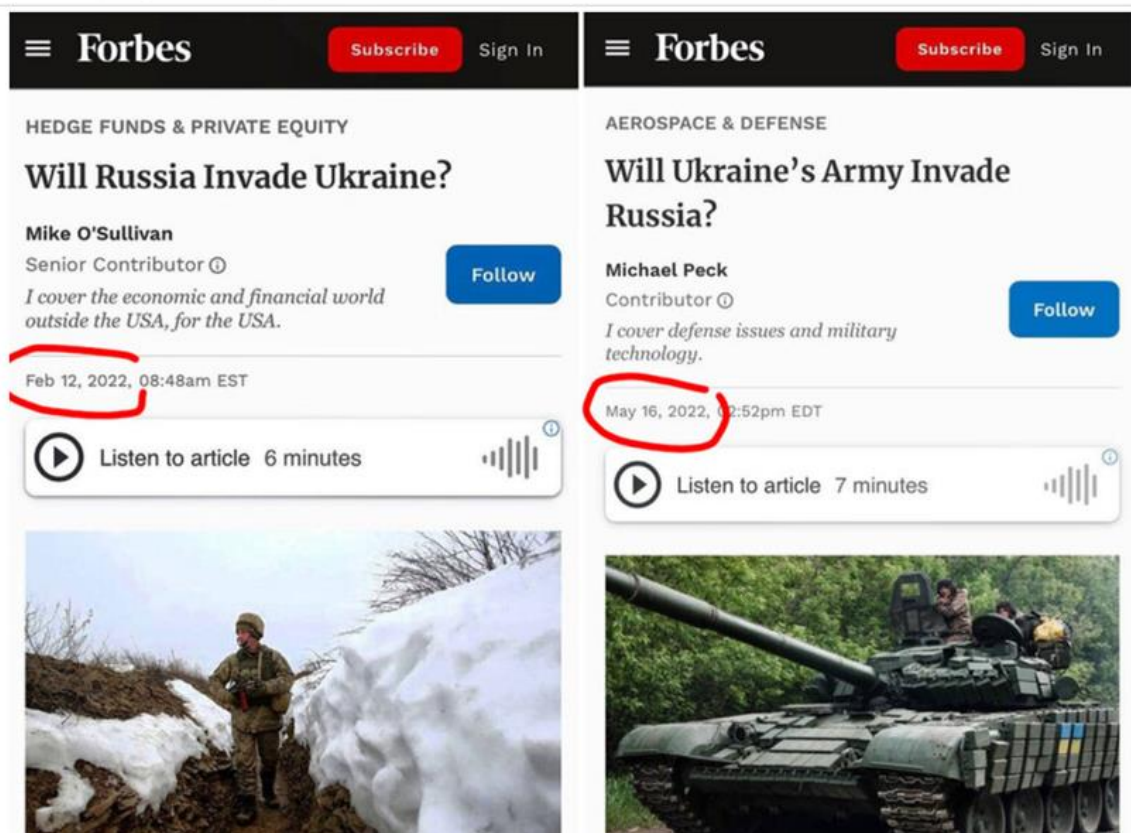 Forbes
Subscribe
Sign In
HEDGE FUNDS & PRIVATE EQUITY
Will Russia Invade Ukraine?
Mike O'Sullivan
Senior Contributor
Follow
I cover the economic and financial world
outside the USA, for the USA.
Feb 12, 2022, 08:48am EST
Listen to article 6 minutes
Forbes
Subscribe
Sign In
AEROSPACE & DEFENSE
Will Ukraine’s Army Invade
Russia?
Michael Peck
Contributor
Follow
I cover defense issues and military
technology.
May 16, 2022, 02:52pm EDT
Listen to article 7 minutes